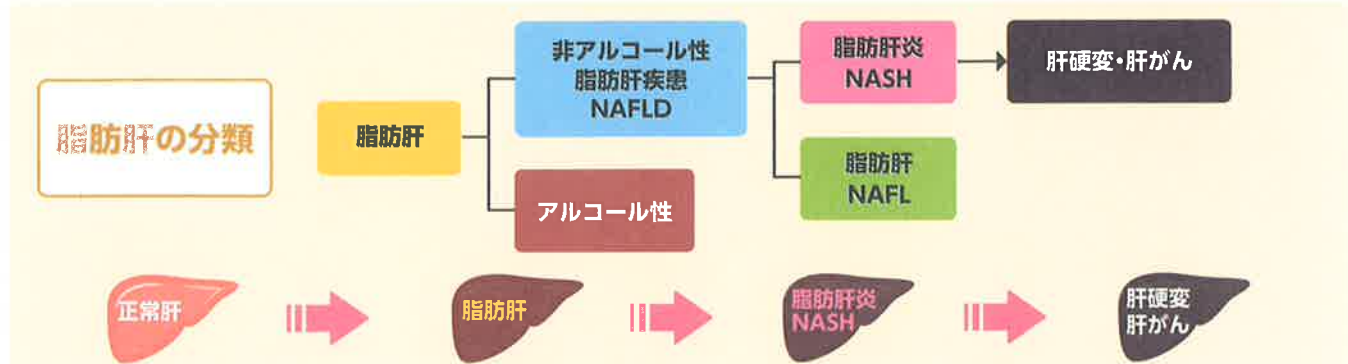 脂肪肝の分類
脂肪肝
非アルコール性
脂肪肝疾患
NAFLD
アルコール性
脂肪肝炎
NASH
脂肪肝
NAFL
肝硬変・肝がん
正常肝
脂肪肝
脂肪肝炎
NASH
肝硬変
肝がん